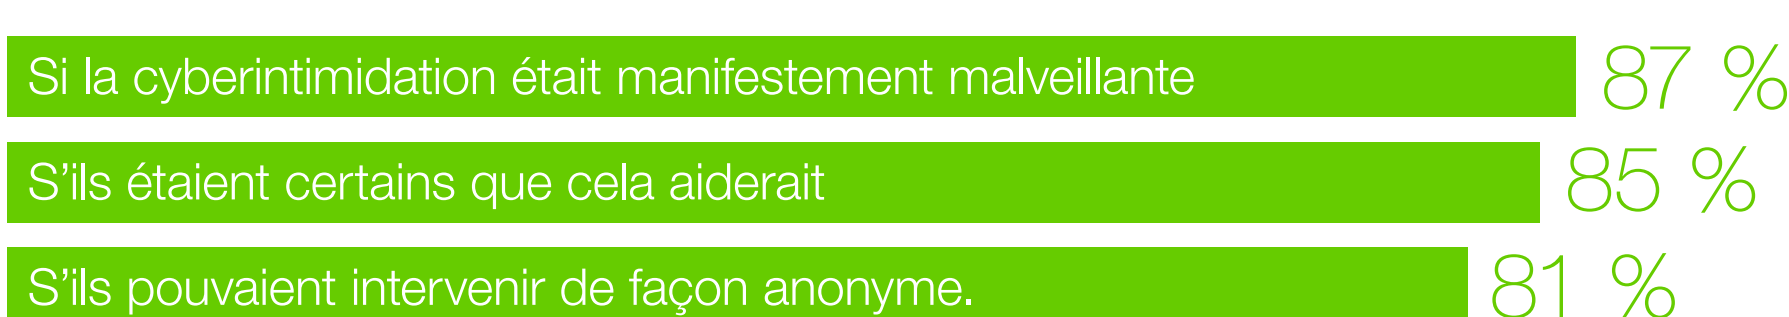 Si la cyberintimidation était manifestement malveillante 87 %
S’ils étaient certains que cela aiderait 85 %
S’ils pouvaient intervenir de façon anonyme. 81 %